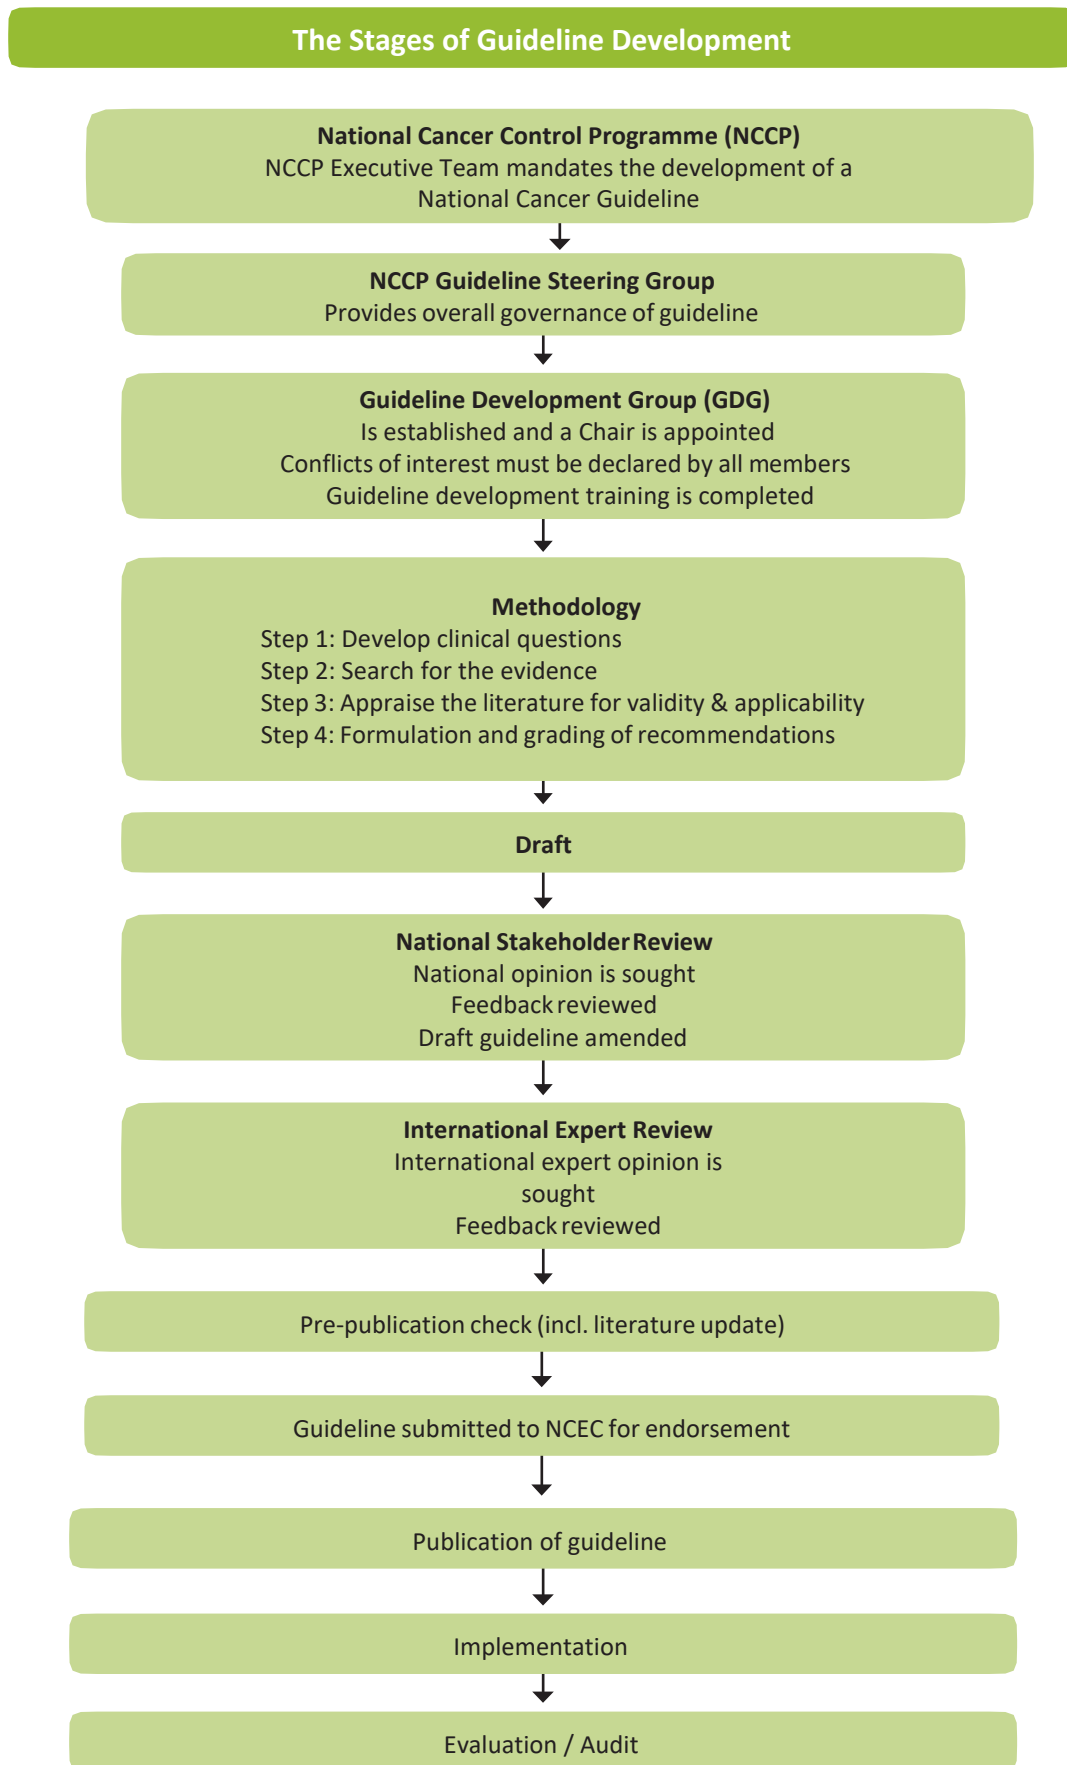 The Stages of Guideline Development
National Cancer Control Programme (NCCP)
NCCP Executive Team mandates the development of a
National Cancer Guideline
NCCP Guideline Steering Group
Provides overall governance of guideline
Guideline Development Group (GDG)
Is established and a Chair is appointed
Conflicts of interest must be declared by all members
Guideline development training is completed
Methodology
Step 1: Develop clinical questions
Step 2: Search for the evidence
Step 3: Appraise the literature for validity & applicability
Step 4: Formulation and grading of recommendations
Draft
National Stakeholder Review
National opinion is sought
Feedback reviewed
Draft guideline amended
International Expert Review
International expert opinion is
sought
Feedback reviewed
Pre-publication check (incl. literature update)
Guideline submitted to NCEC for endorsement
Publication of guideline
Implementation
Evaluation / Audit